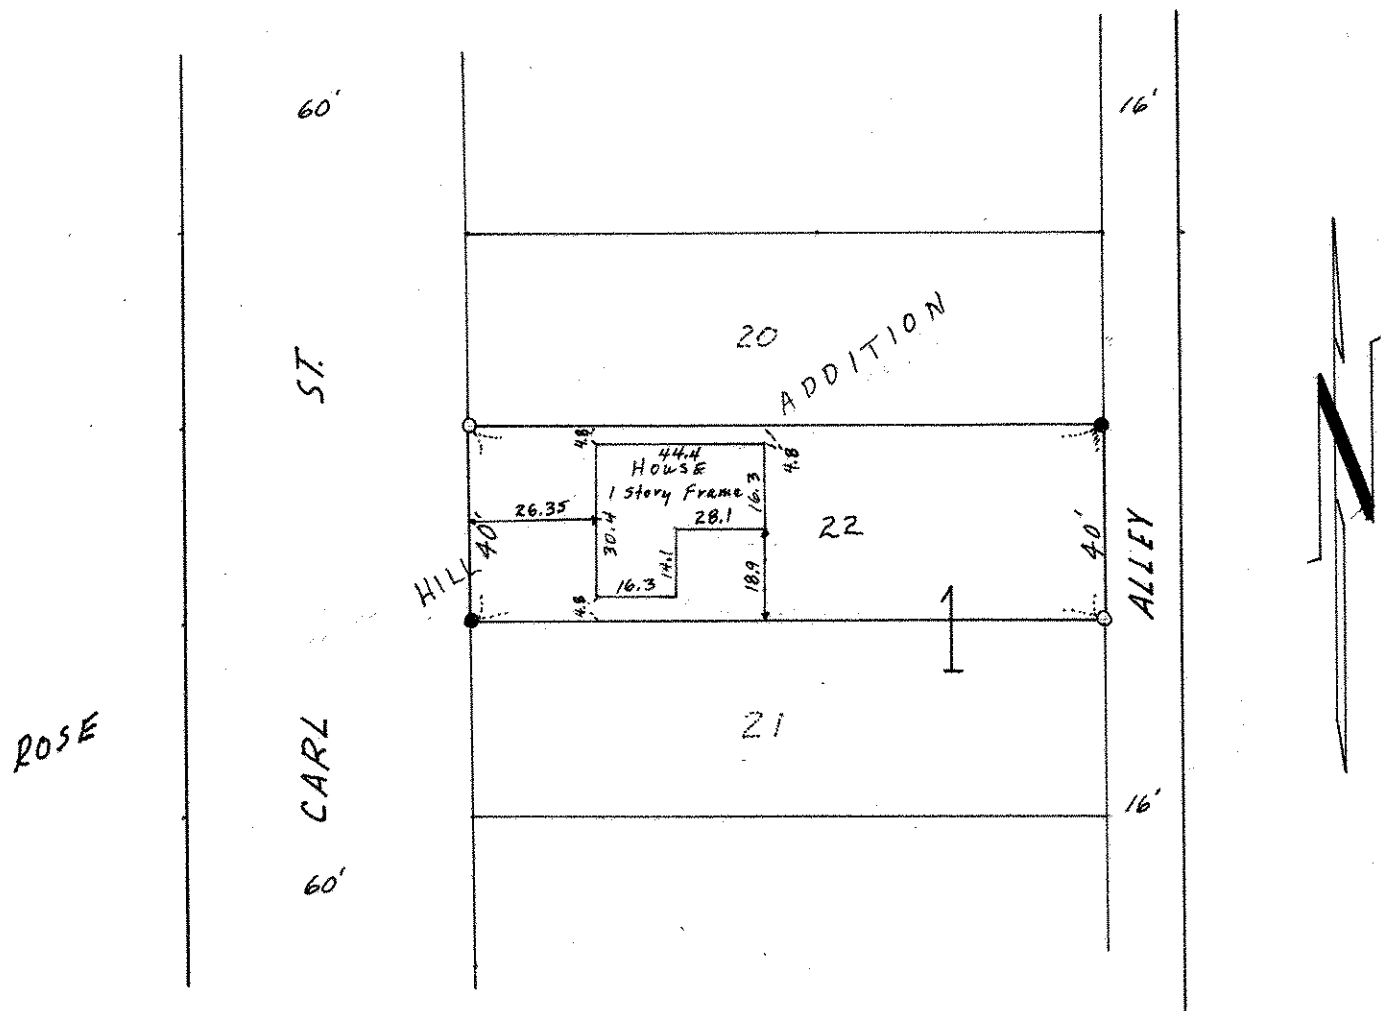 60'
16'
ST.
20
ADDITION
4.8
44.4
4.8
HOUSE
1 Story Frame
16.3
26.35
28.1
30.4
22
40'
40'
HILL
14.1
16.3
18.9
4.8
ALLEY
1
21
ROSE
CARL
16'
60'
N